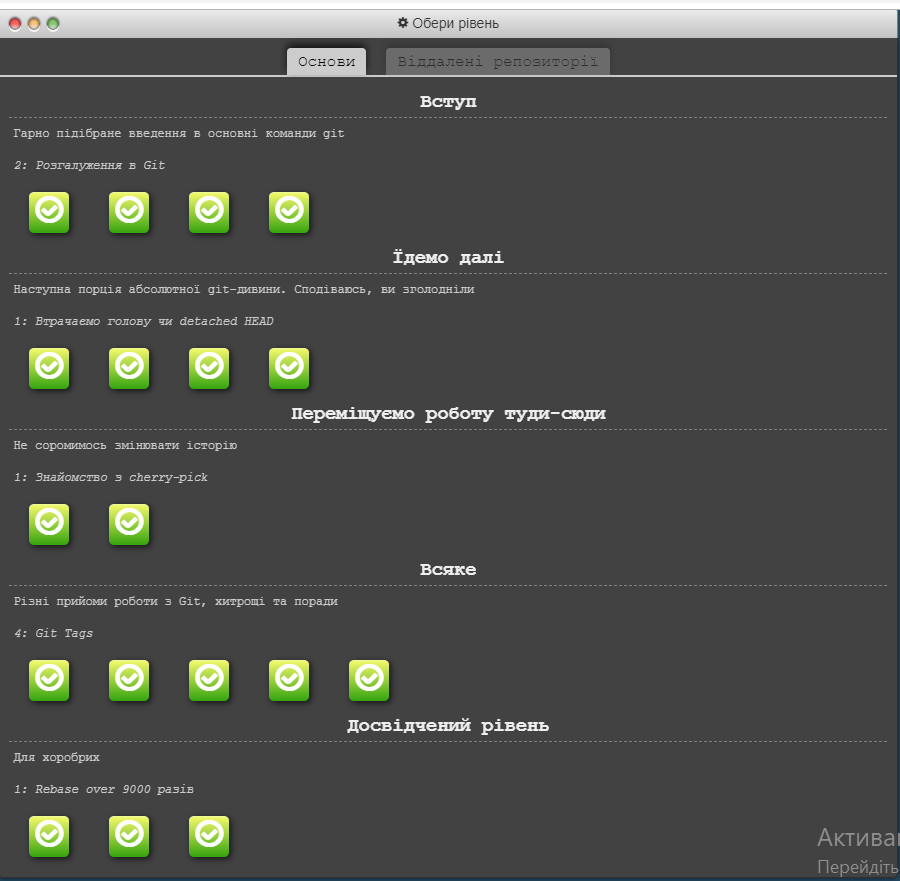 Обери рівень
Основи Віддалені репозиторії
Вступ
Гарно підібране введення в основні команди git
2: Розгалуження в Git
Їдемо далі
Наступна порція абсолютної git-дивини. Сподіваюсь, ви зголодніли
1: Втрачаємо голову чи detached HEAD
Переміщуємо роботу туди-сюди
Не соромимось змінювати історію
1: Знайомство з cherry-pick
Всяке
Різні прийоми роботи з Git, хитрощі та поради
4: Git Tags
Досвідчений рівень
Для хоробрих
1: Rebase over 9000 разів
Перейдіть